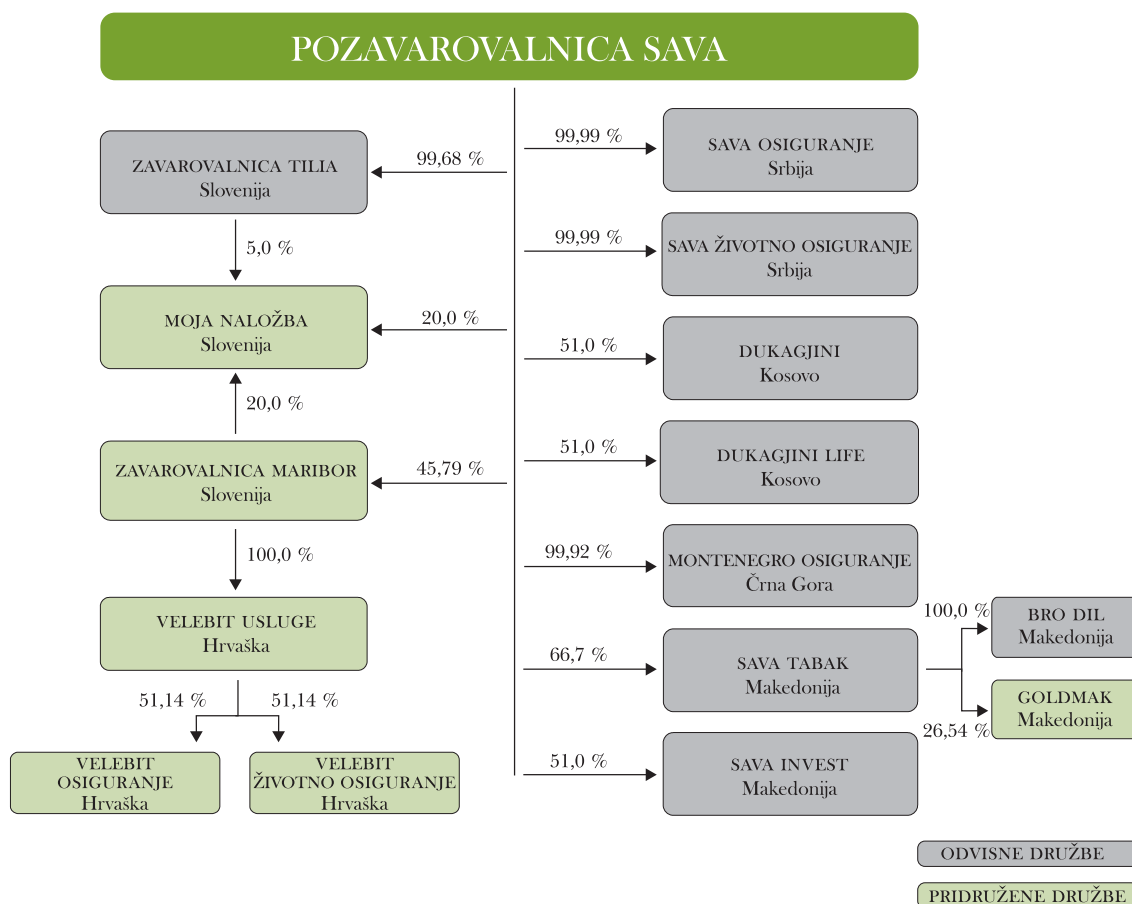 POZAVAROVALNICA SAVA
ZAVAROVALNICA TILIA
Slovenija
99,68 %
5,0 %
MOJA NALOŽBA
Slovenija
20,0 %
20,0 %
ZAVAROVALNICA MARIBOR
Slovenija
45,79 %
100,0 %
VELEBIT USLUGE
Hrvaška
51,14 %
51,14 %
VELEBIT
OSIGURANJE
Hrvaška
VELEBIT
ŽIVOTNO OSIGURANJE
Hrvaška
99,99 %
SAVA OSIGURANJE
Srbija
99,99 %
SAVA ŽIVOTNO OSIGURANJE
Srbija
51,0 %
DUKAGJINI
Kosovo
51,0 %
DUKAGJINI LIFE
Kosovo
99,92 %
MONTENEGRO OSIGURANJE
Črna Gora
66,7 %
SAVA TABAK
Makedonija
100,0 %
BRO DIL
Makedonija
26,54 %
GOLDMAK
Makedonija
51,0 %
SAVA INVEST
Makedonija
ODVISNE DRUŽBE
PRIDRUŽENE DRUŽBE